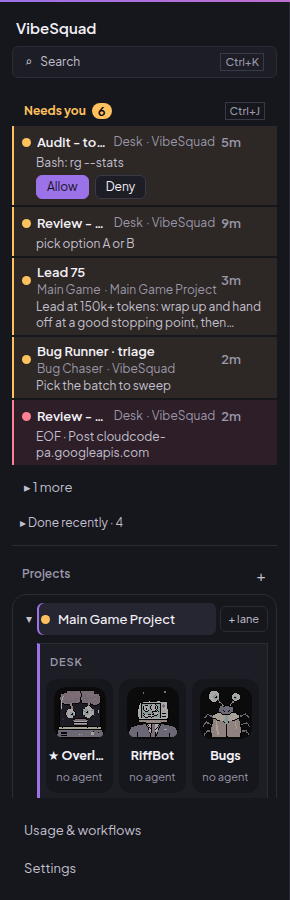 VibeSquad
Search Ctrl+K
Needs you 6 Ctrl+J
Audit - to... Desk · VibeSquad 5m
Bash: rg --stats
Allow Deny
Review - ... Desk · VibeSquad 9m
pick option A or B
Lead 75
Main Game · Main Game Project 3m
Lead at 150k+ tokens: wrap up and hand
off at a good stopping point, then...
Bug Runner · triage
Bug Chaser · VibeSquad 2m
Pick the batch to sweep
Review - ... Desk · VibeSquad 2m
EOF · Post cloudcode-
pa.googleapis.com
▸ 1 more
▸ Done recently · 4
Projects +
▾ Main Game Project + lane
DESK
★ Overl... RiffBot Bugs
no agent no agent no agent
Usage & workflows
Settings